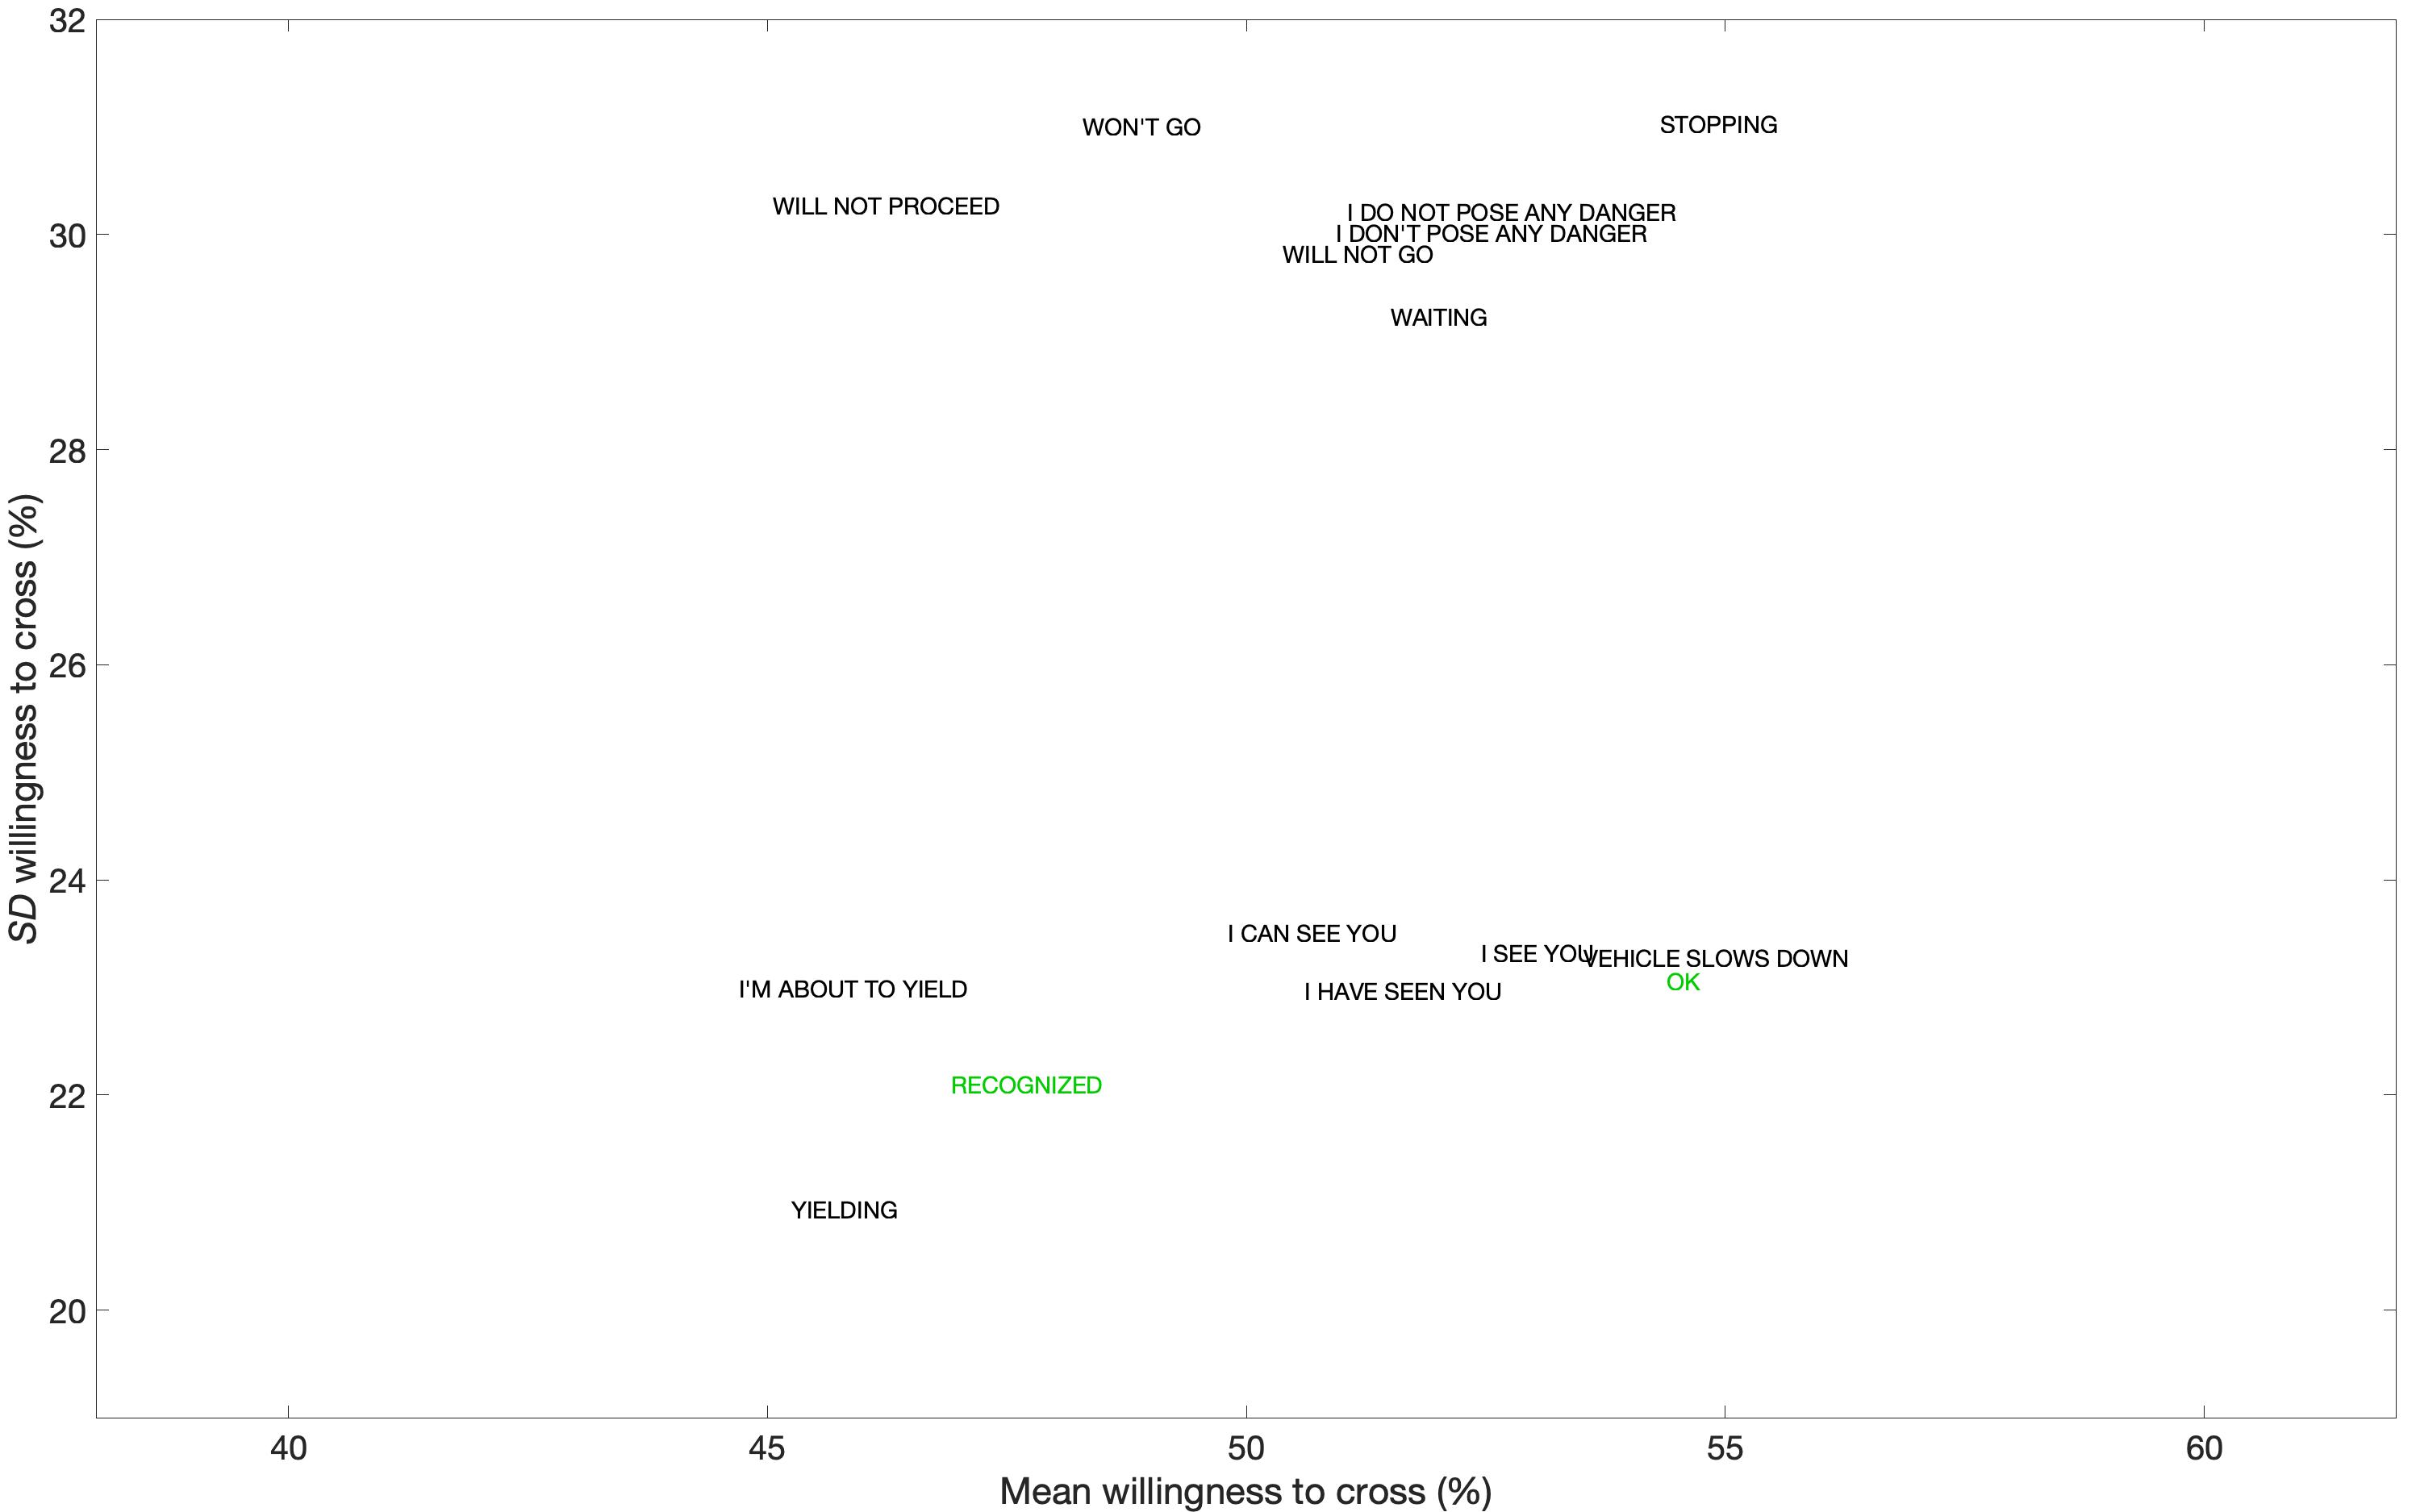 32
WON'T GO
STOPPING
WILL NOT PROCEED
I DO NOT POSE ANY DANGER
30
I DON'T POSE ANY DANGER
WILL NOT GO
WAITING
28
26
24
SD willingness to cross (%)
I CAN SEE YOU
I SEE YOU
VEHICLE SLOWS DOWN
OK
I'M ABOUT TO YIELD
I HAVE SEEN YOU
RECOGNIZED
22
YIELDING
20
40 45 50 55 60
Mean willingness to cross (%)